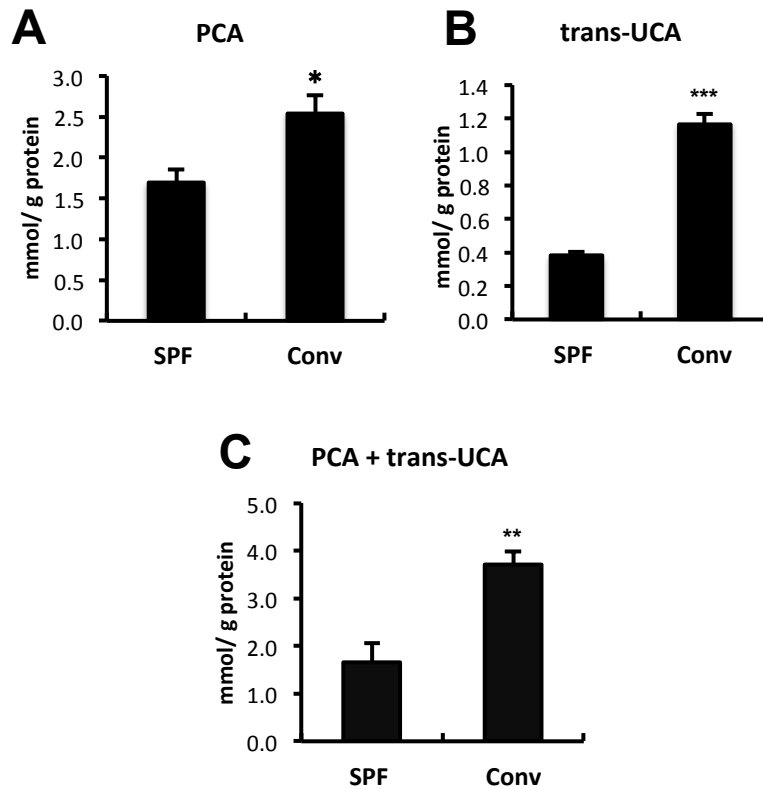 A
PCA
mmol/ g protein
3.0
2.5
2.0
1.5
1.0
0.5
0.0
*
SPF
Conv
B
trans-UCA
mmol/ g protein
1.4
1.2
1.0
0.8
0.6
0.4
0.2
0.0
***
SPF
Conv
C
PCA + trans-UCA
mmol/ g protein
5.0
4.0
3.0
2.0
1.0
0.0
**
SPF
Conv